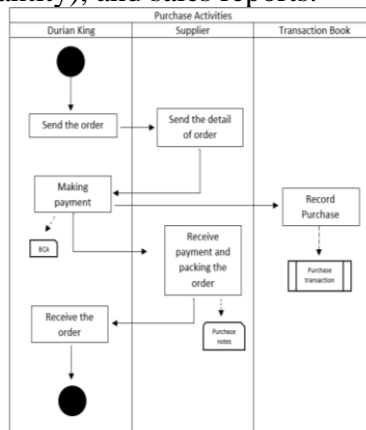 antity), and sales reports.
Purchase Activities
Durian King
Supplier
Transaction Book
Send the order
Send the detail
of order
Making
payment
Record
Purchase
BCA
Receive
payment and
packing the
order
Purchase
transaction
Receive the
order
Purchase
notes